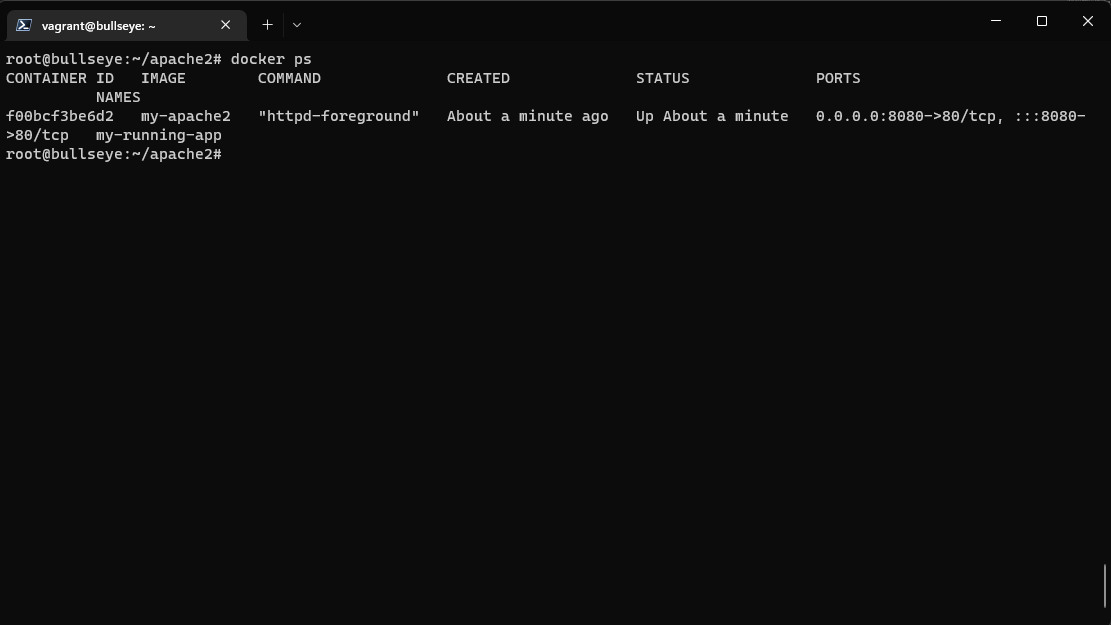 vagrant@bullseye: ~
root@bullseye:~/apache2# docker ps
CONTAINER ID   IMAGE        COMMAND              CREATED              STATUS              PORTS
          NAMES
f00bcf3be6d2   my-apache2   "httpd-foreground"   About a minute ago   Up About a minute   0.0.0.0:8080->80/tcp, :::8080-
>80/tcp   my-running-app
root@bullseye:~/apache2#